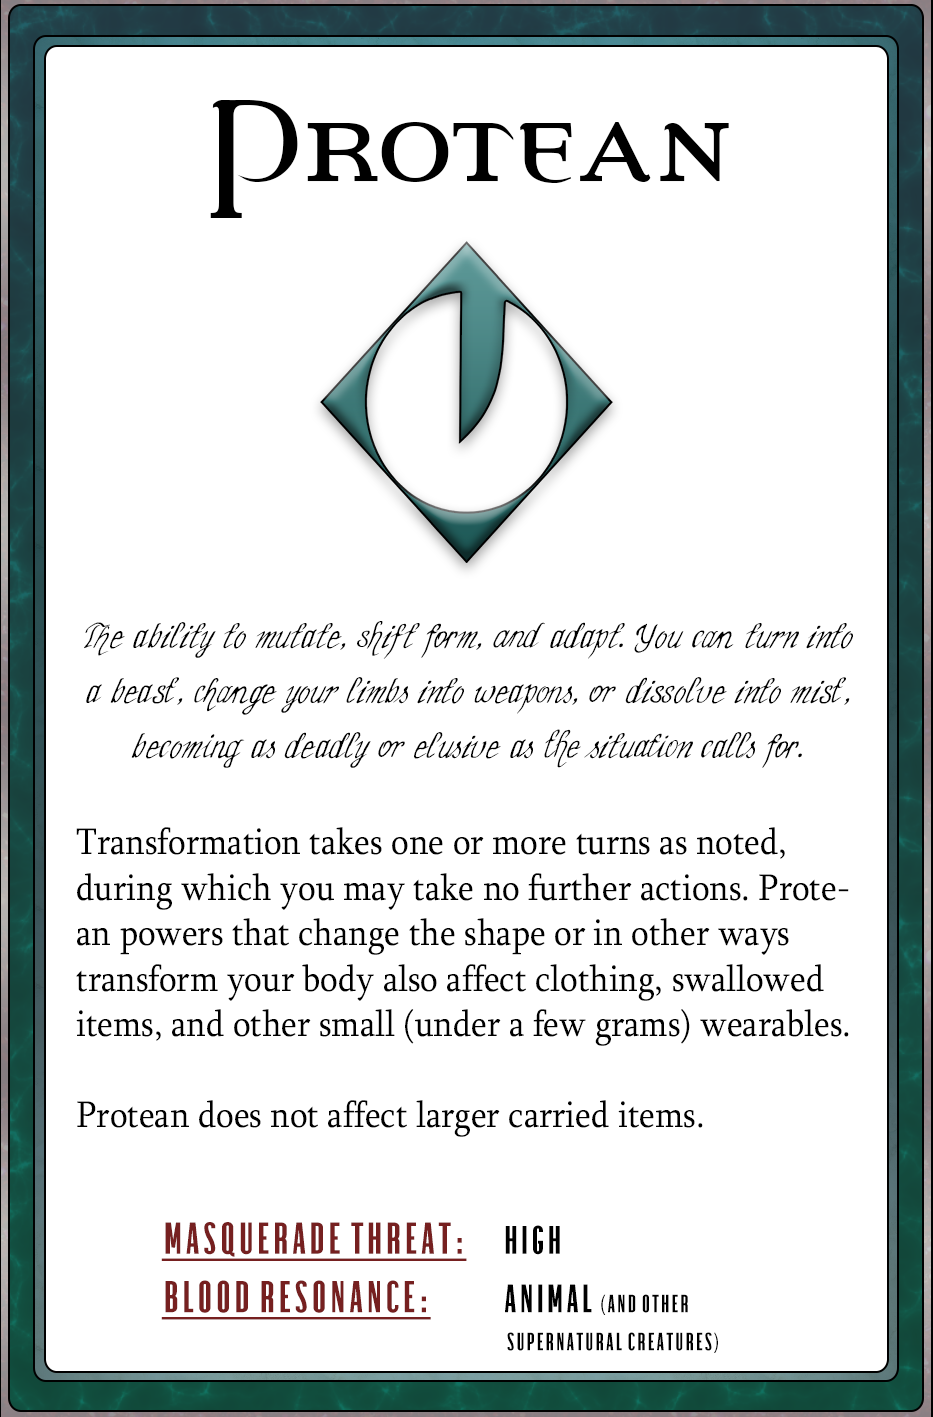 Protean
The ability to mutate, shift form, and adapt. You can turn into
a beast, change your limbs into weapons, or dissolve into mist,
becoming as deadly or elusive as the situation calls for.
Transformation takes one or more turns as noted,
during which you may take no further actions. Prote-
an powers that change the shape or in other ways
transform your body also affect clothing, swallowed
items, and other small (under a few grams) wearables.
Protean does not affect larger carried items.
MASQUERADE THREAT: HIGH
BLOOD RESONANCE: ANIMAL (AND OTHER
SUPERNATURAL CREATURES)